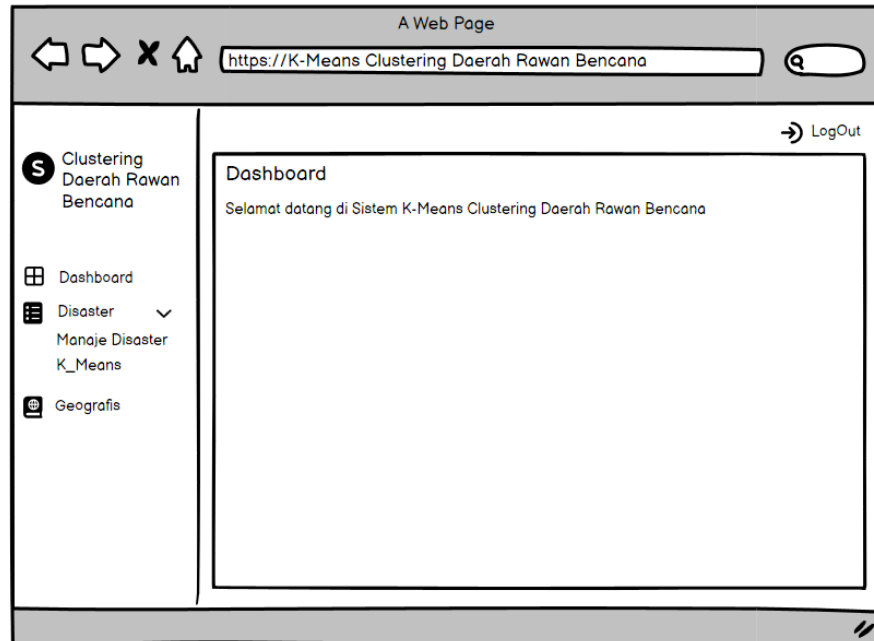 A Web Page
https://K-Means Clustering Daerah Rawan Bencana
LogOut
S
Clustering
Daerah Rawan
Bencana
Dashboard
Disaster
Manaje Disaster
K_Means
Geografis
Dashboard
Selamat datang di Sistem K-Means Clustering Daerah Rawan Bencana